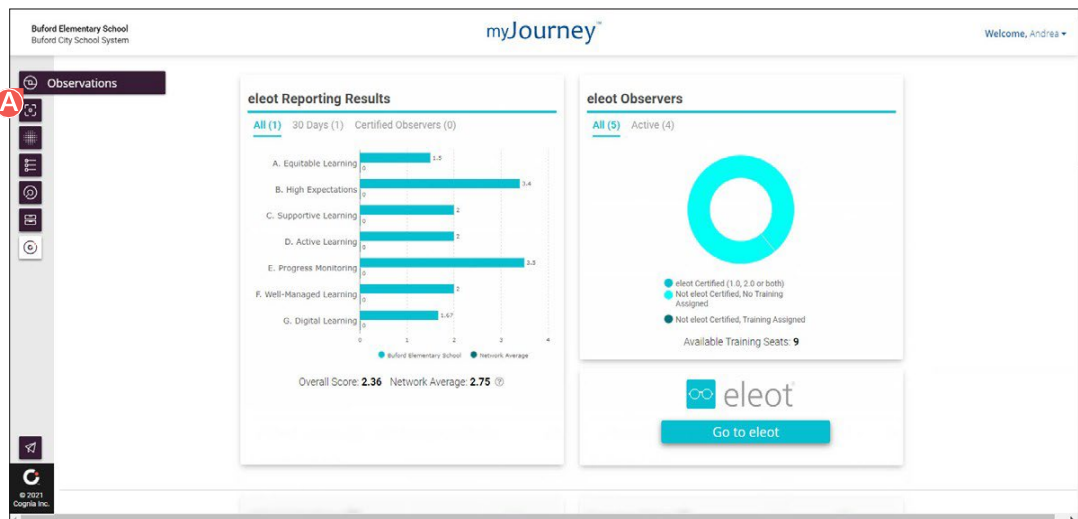 Buford Elementary School
Buford City School System
myJourney™
Welcome, Andrea
Observations
A
eleot Reporting Results
All (1) 30 Days (1) Certified Observers (0)
A. Equitable Learning 1.5
0
B. High Expectations 3.4
0
C. Supportive Learning 2
0
D. Active Learning 2
0
E. Progress Monitoring 3.5
0
F. Well-Managed Learning 2
0
G. Digital Learning 1.67
0
0 1 2 3 4
Buford Elementary School Network Average
Overall Score: 2.36 Network Average: 2.75
eleot Observers
All (5) Active (4)
eleot Certified (1.0, 2.0 or both)
Not eleot Certified, No Training
Assigned
Not eleot Certified, Training Assigned
Available Training Seats: 9
eleot
Go to eleot
© 2021
Cognia Inc.